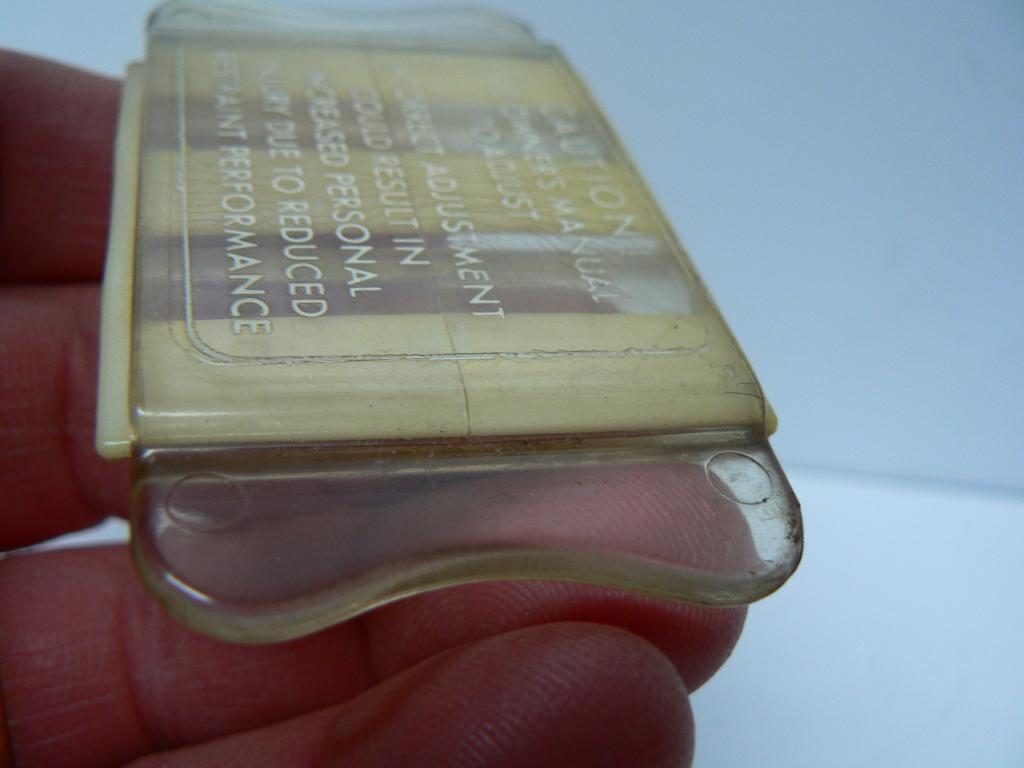 CAUTION
OWNER'S MANUAL
TO ADJUST
INCORRECT ADJUSTMENT
COULD RESULT IN
INCREASED PERSONAL
INJURY DUE TO REDUCED
RESTRAINT PERFORMANCE